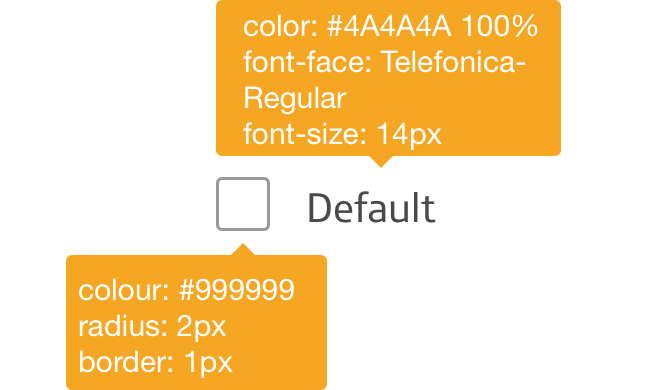 color: #4A4A4A 100%
font-face: Telefonica-
Regular
font-size: 14px
Default
colour: #999999
radius: 2px
border: 1px